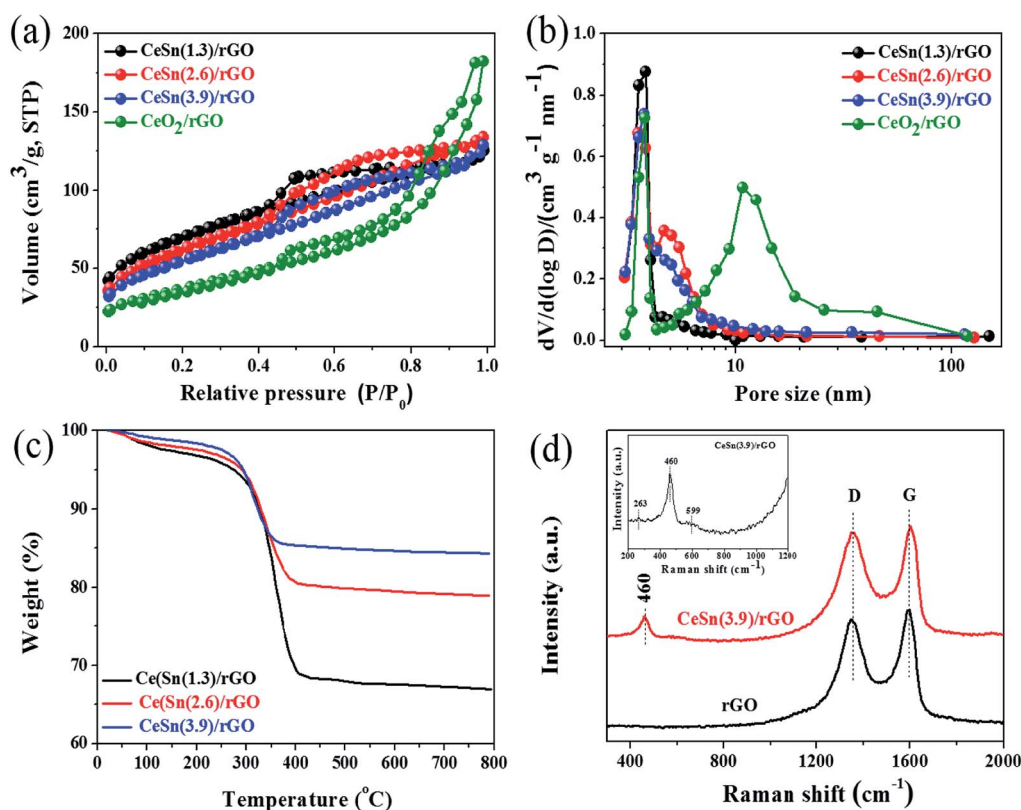 (a)
CeSn(1.3)/rGO
CeSn(2.6)/rGO
CeSn(3.9)/rGO
CeO2/rGO
Volume (cm³/g, STP)
200
150
100
50
0
0.0 0.2 0.4 0.6 0.8 1.0
Relative pressure (P/P0)
(b)
CeSn(1.3)/rGO
CeSn(2.6)/rGO
CeSn(3.9)/rGO
CeO2/rGO
dV/d(log D)/(cm³ g⁻¹ nm⁻¹)
1.0
0.8
0.6
0.4
0.2
0.0
10 100
Pore size (nm)
(c)
Weight (%)
100
90
80
70
60
Ce(Sn(1.3)/rGO
Ce(Sn(2.6)/rGO
CeSn(3.9)/rGO
0 100 200 300 400 500 600 700 800
Temperature (°C)
(d)
Intensity (a.u.)
CeSn(3.9)/rGO
460
263
599
Intensity (a.u.)
200 400 600 800 1000 1200
Raman shift (cm⁻¹)
D G
460
CeSn(3.9)/rGO
rGO
400 800 1200 1600 2000
Raman shift (cm⁻¹)